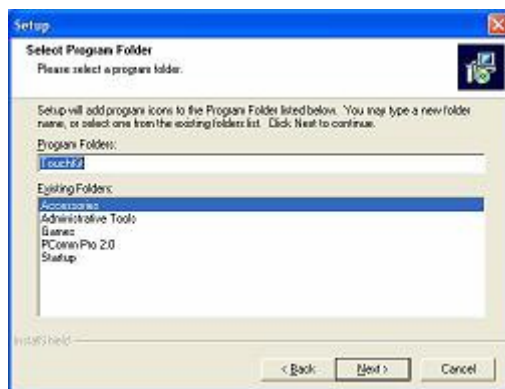 Setup
Select Program Folder
Please select a program folder.
Setup will add program icons to the Program Folder listed below. You may type a new folder
name, or select one from the existing folders list. Click Next to continue.
Program Folders:
TouchKit
Existing Folders:
Accessories
Administrative Tools
Games
PComm Pro 2.0
Startup
InstallShield
< Back
Next >
Cancel